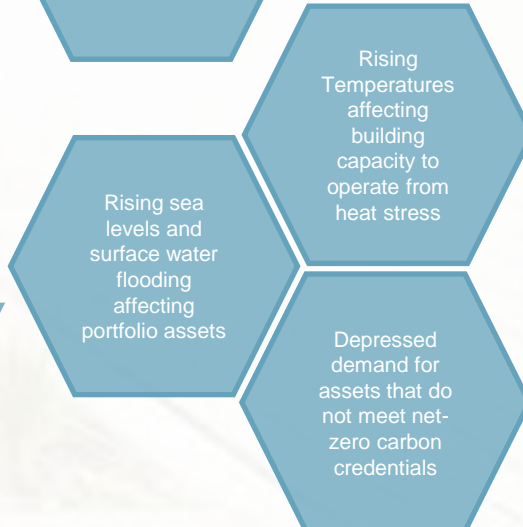 Rising
Temperatures
affecting
building
capacity to
operate from
heat stress
Rising sea
levels and
surface water
flooding
affecting
portfolio assets
Depressed
demand for
assets that do
not meet net-
zero carbon
credentials